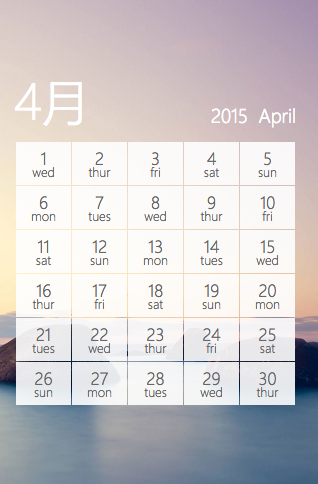 4月
2015 April
1 2 3 4 5
wed thur fri sat sun
6 7 8 9 10
mon tues wed thur fri
11 12 13 14 15
sat sun mon tues wed
16 17 18 19 20
thur fri sat sun mon
21 22 23 24 25
tues wed thur fri sat
26 27 28 29 30
sun mon tues wed thur